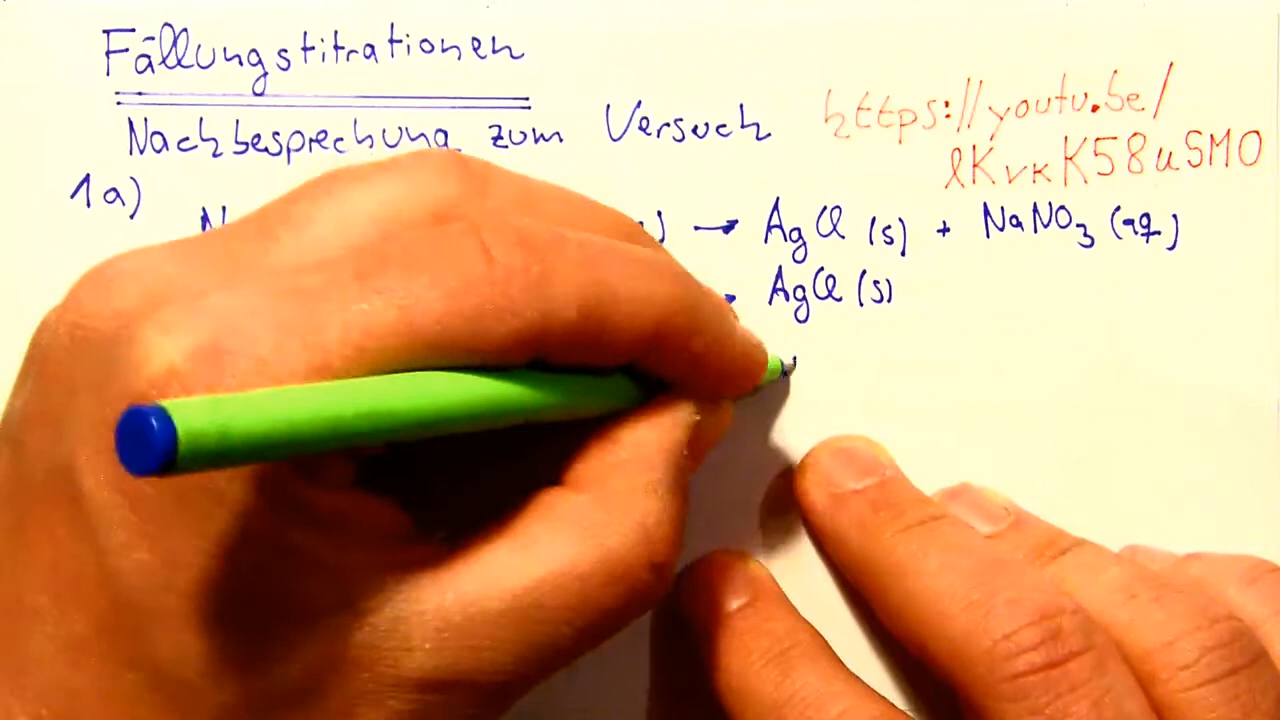 Fällungstitrationen
Nachbesprechung zum Versuch
https://youtu.be/
lKvkK58uSMO
1a)
N ) → AgCl (s) + NaNO₃ (aq)
AgCl (s)